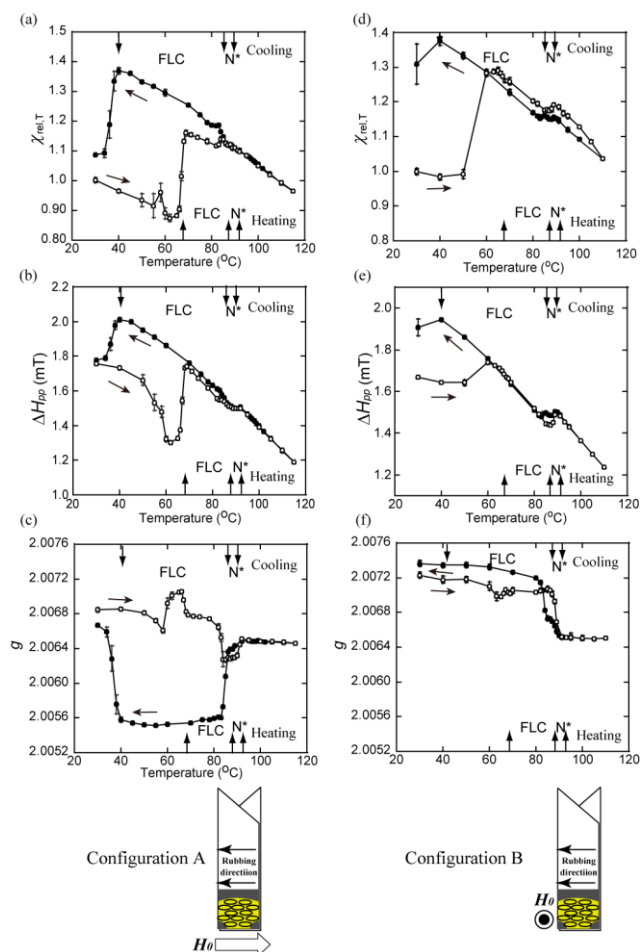 (a)
Cooling
FLC
N*
1.5
1.4
1.3
1.2
1.1
1.0
0.90
0.8
χrel,T
FLC
N*
Heating
20 40 60 80 100 120
Temperature (°C)
(d)
Cooling
FLC
N*
1.4
1.3
1.2
1.1
1.0
0.9
0.8
χrel,T
FLC
N*
Heating
20 40 60 80 100 120
Temperature (°C)
(b)
Cooling
FLC
N*
2.2
2.0
1.8
1.6
1.4
1.2
1.0
ΔHpp (mT)
FLC
N*
Heating
20 40 60 80 100 120
Temperature (°C)
(e)
Cooling
FLC
N*
2.0
1.8
1.6
1.4
1.2
ΔHpp (mT)
FLC
N*
Heating
20 40 60 80 100 120
Temperature (°C)
(c)
Cooling
FLC
N*
2.0076
2.0072
2.0068
2.0064
2.0060
2.0056
2.0052
g
FLC
N*
Heating
20 40 60 80 100 120
Temperature (°C)
(f)
Cooling
FLC
N*
2.0076
2.0072
2.0068
2.0064
2.0060
2.0056
2.0052
g
FLC
N*
Heating
20 40 60 80 100 120
Temperature (°C)
Configuration A
Rubbing
directiion
H0
Configuration B
Rubbing
directiion
H0